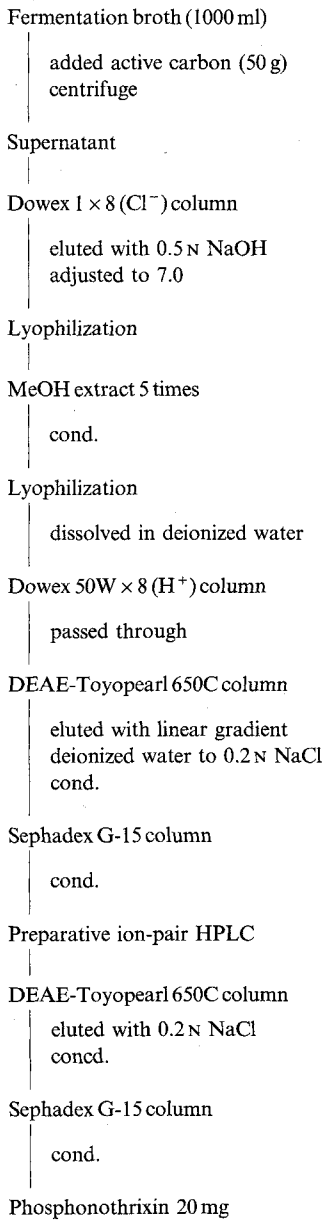 Fermentation broth (1000 ml)
added active carbon (50 g)
centrifuge
Supernatant
Dowex 1 × 8 (Cl⁻) column
eluted with 0.5 N NaOH
adjusted to 7.0
Lyophilization
MeOH extract 5 times
cond.
Lyophilization
dissolved in deionized water
Dowex 50W × 8 (H⁺) column
passed through
DEAE-Toyopearl 650C column
eluted with linear gradient
deionized water to 0.2 N NaCl
cond.
Sephadex G-15 column
cond.
Preparative ion-pair HPLC
DEAE-Toyopearl 650C column
eluted with 0.2 N NaCl
concd.
Sephadex G-15 column
cond.
Phosphonothrixin 20 mg